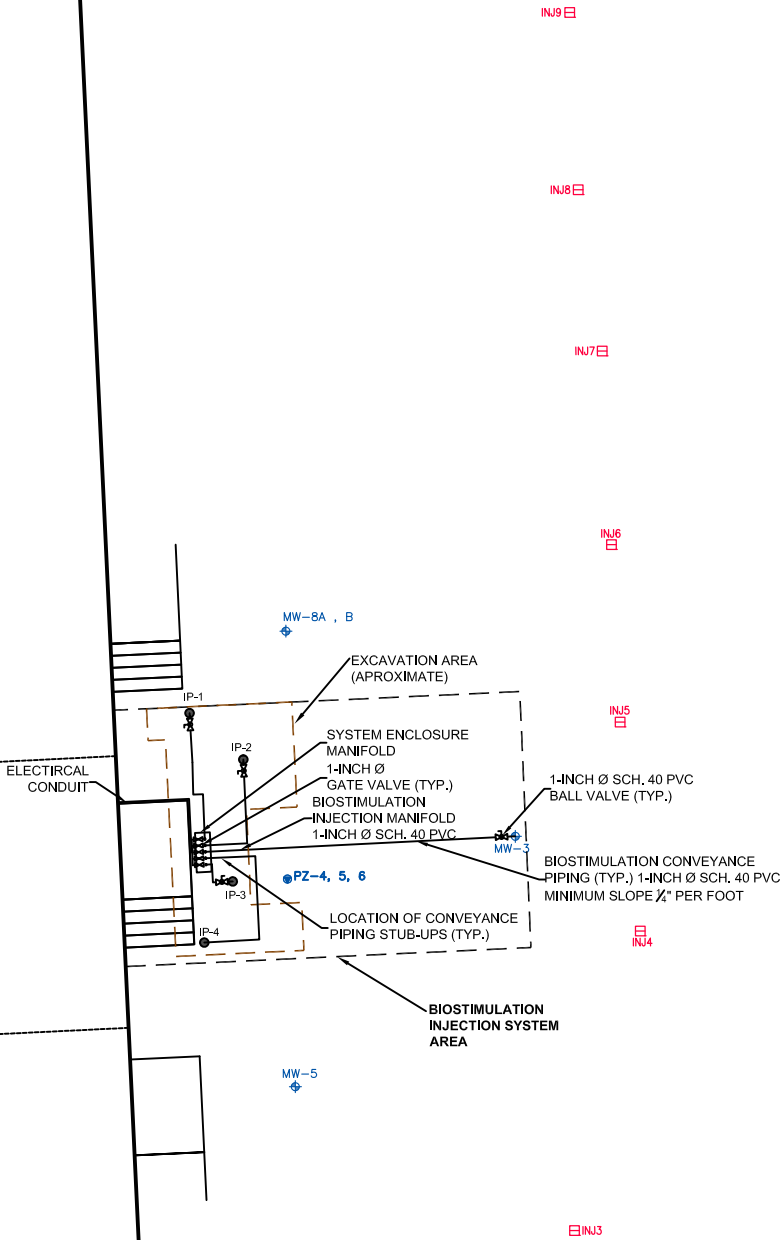 INJ9
INJ8
INJ7
INJ6
MW-8A , B
EXCAVATION AREA
(APROXIMATE)
IP-1
INJ5
SYSTEM ENCLOSURE
MANIFOLD
IP-2
1-INCH Ø
GATE VALVE (TYP.)
ELECTIRCAL
CONDUIT
1-INCH Ø SCH. 40 PVC
BALL VALVE (TYP.)
BIOSTIMULATION
INJECTION MANIFOLD
1-INCH Ø SCH. 40 PVC
MW-3
BIOSTIMULATION CONVEYANCE
PIPING (TYP.) 1-INCH Ø SCH. 40 PVC
MINIMUM SLOPE ¼" PER FOOT
PZ-4, 5, 6
IP-3
LOCATION OF CONVEYANCE
PIPING STUB-UPS (TYP.)
IP-4
INJ4
BIOSTIMULATION
INJECTION SYSTEM
AREA
MW-5
INJ3